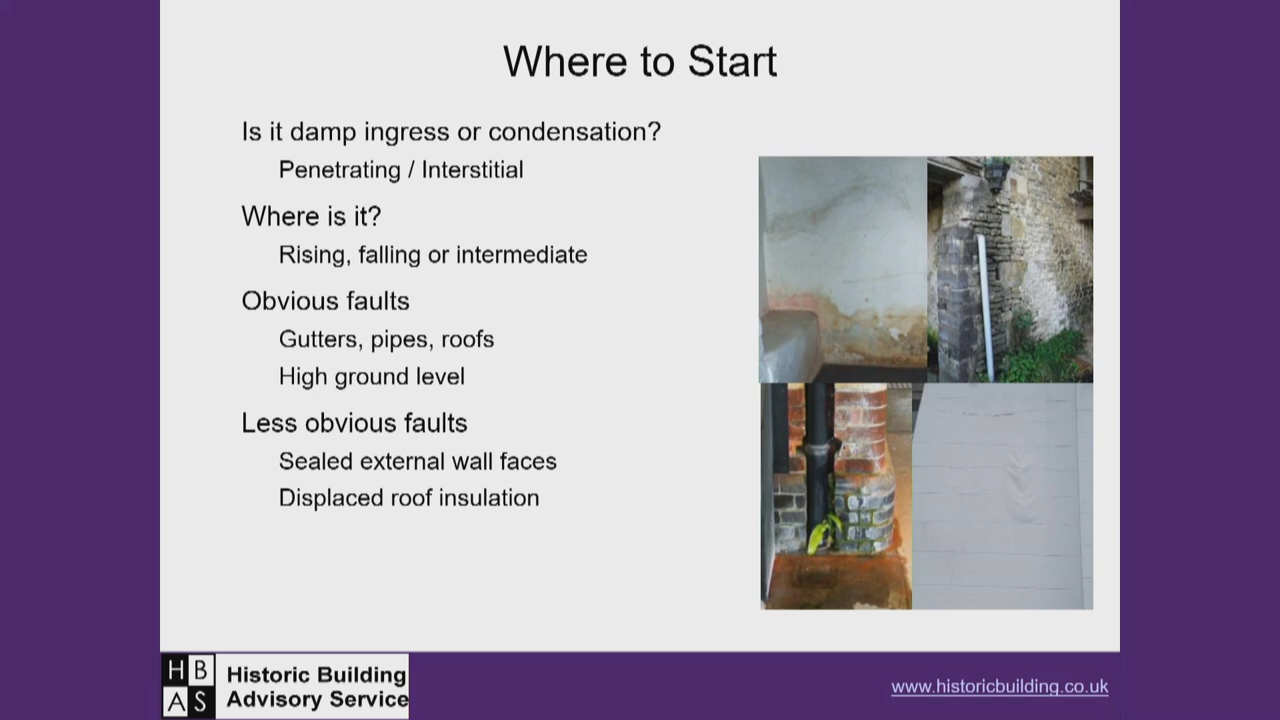 Where to Start
Is it damp ingress or condensation?
Penetrating / Interstitial
Where is it?
Rising, falling or intermediate
Obvious faults
Gutters, pipes, roofs
High ground level
Less obvious faults
Sealed external wall faces
Displaced roof insulation
H B
A S
Historic Building
Advisory Service
www.historicbuilding.co.uk